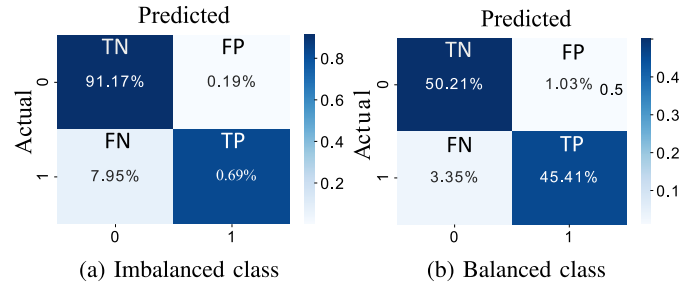 Predicted
TN FP
0 91.17% 0.19%
Actual
FN TP
1 7.95% 0.69%
0 1
0.8
0.6
0.4
0.2
(a) Imbalanced class
Predicted
TN FP
0 50.21% 1.03% 0.5
Actual
FN TP
1 3.35% 45.41%
0 1
0.4
0.3
0.2
0.1
(b) Balanced class